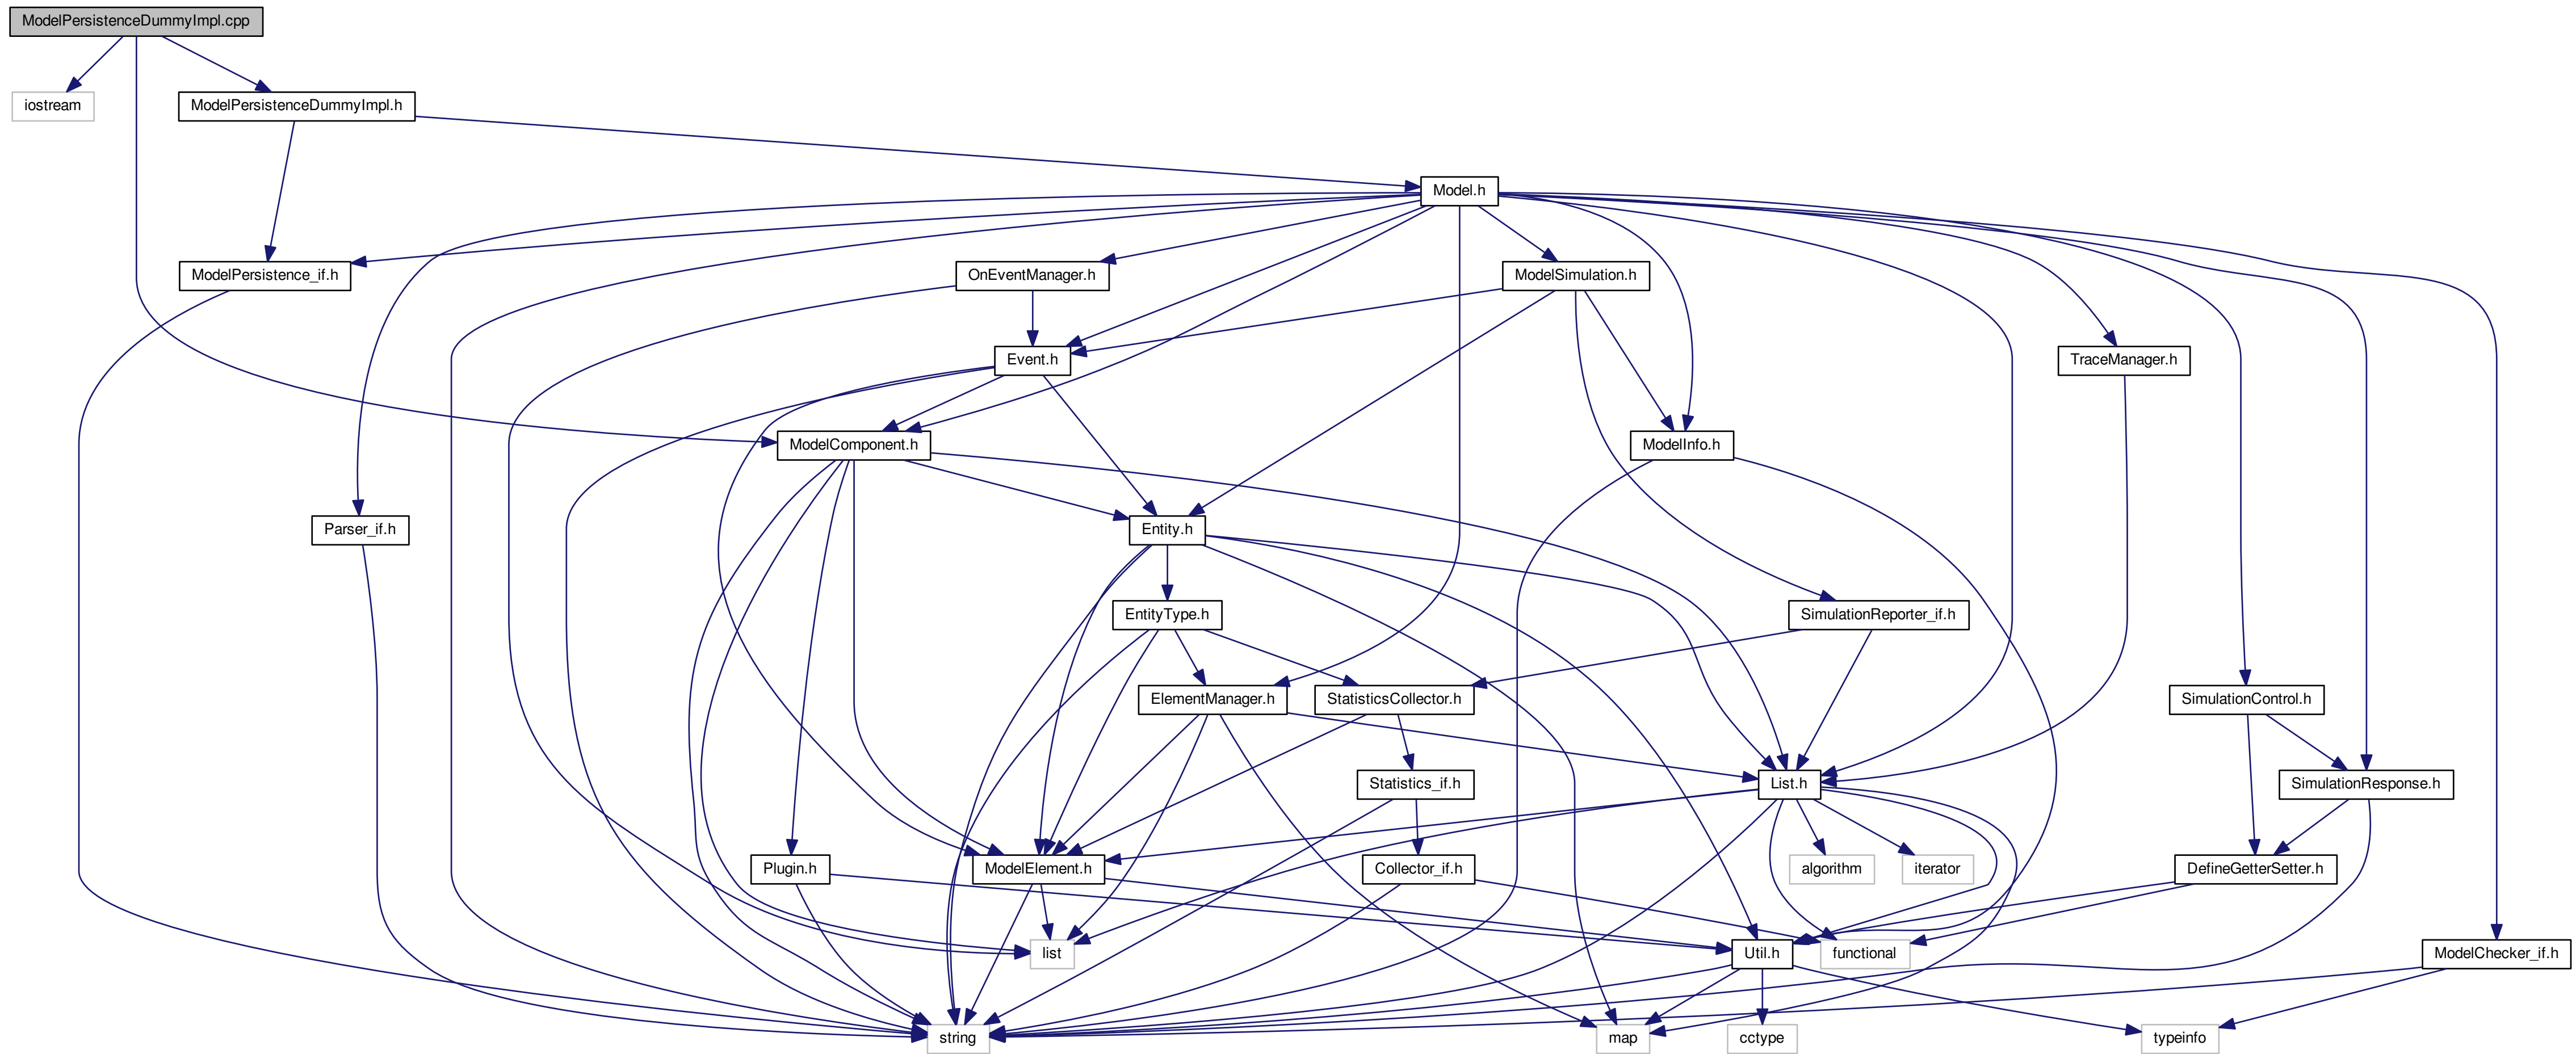 ModelPersistenceDummyImpl.cpp
iostream
ModelPersistenceDummyImpl.h
Model.h
ModelPersistence_if.h
OnEventManager.h
ModelSimulation.h
Event.h
TraceManager.h
ModelComponent.h
ModelInfo.h
Parser_if.h
Entity.h
EntityType.h
SimulationReporter_if.h
ElementManager.h
StatisticsCollector.h
SimulationControl.h
Statistics_if.h
List.h
SimulationResponse.h
Plugin.h
ModelElement.h
Collector_if.h
algorithm
iterator
DefineGetterSetter.h
list
Util.h
functional
ModelChecker_if.h
string
map
cctype
typeinfo